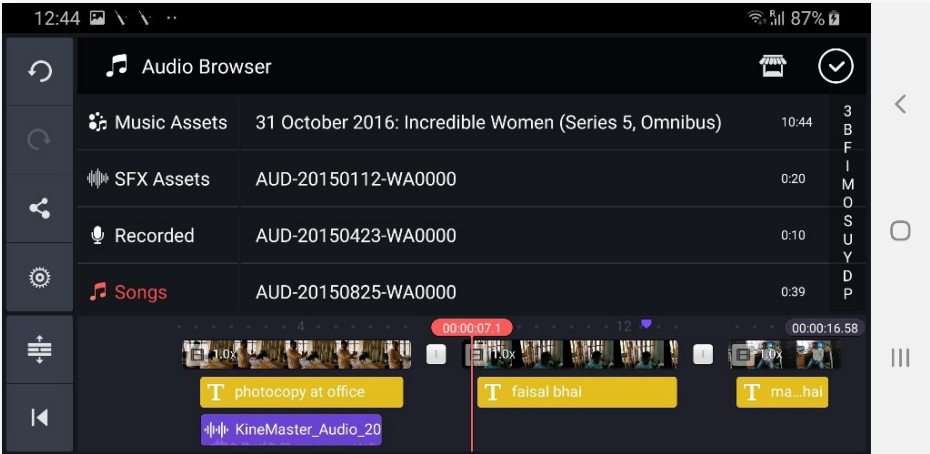 12:44
87%
Audio Browser
Music Assets
31 October 2016: Incredible Women (Series 5, Omnibus)
10:44
SFX Assets
AUD-20150112-WA0000
0:20
Recorded
AUD-20150423-WA0000
0:10
Songs
AUD-20150825-WA0000
0:39
3
B
F
I
M
O
S
U
Y
D
P
4
00:00:07.1
12
00:00:16.58
1.0x
1.0x
1.0x
T photocopy at office
T faisal bhai
T ma...hai
KineMaster_Audio_20